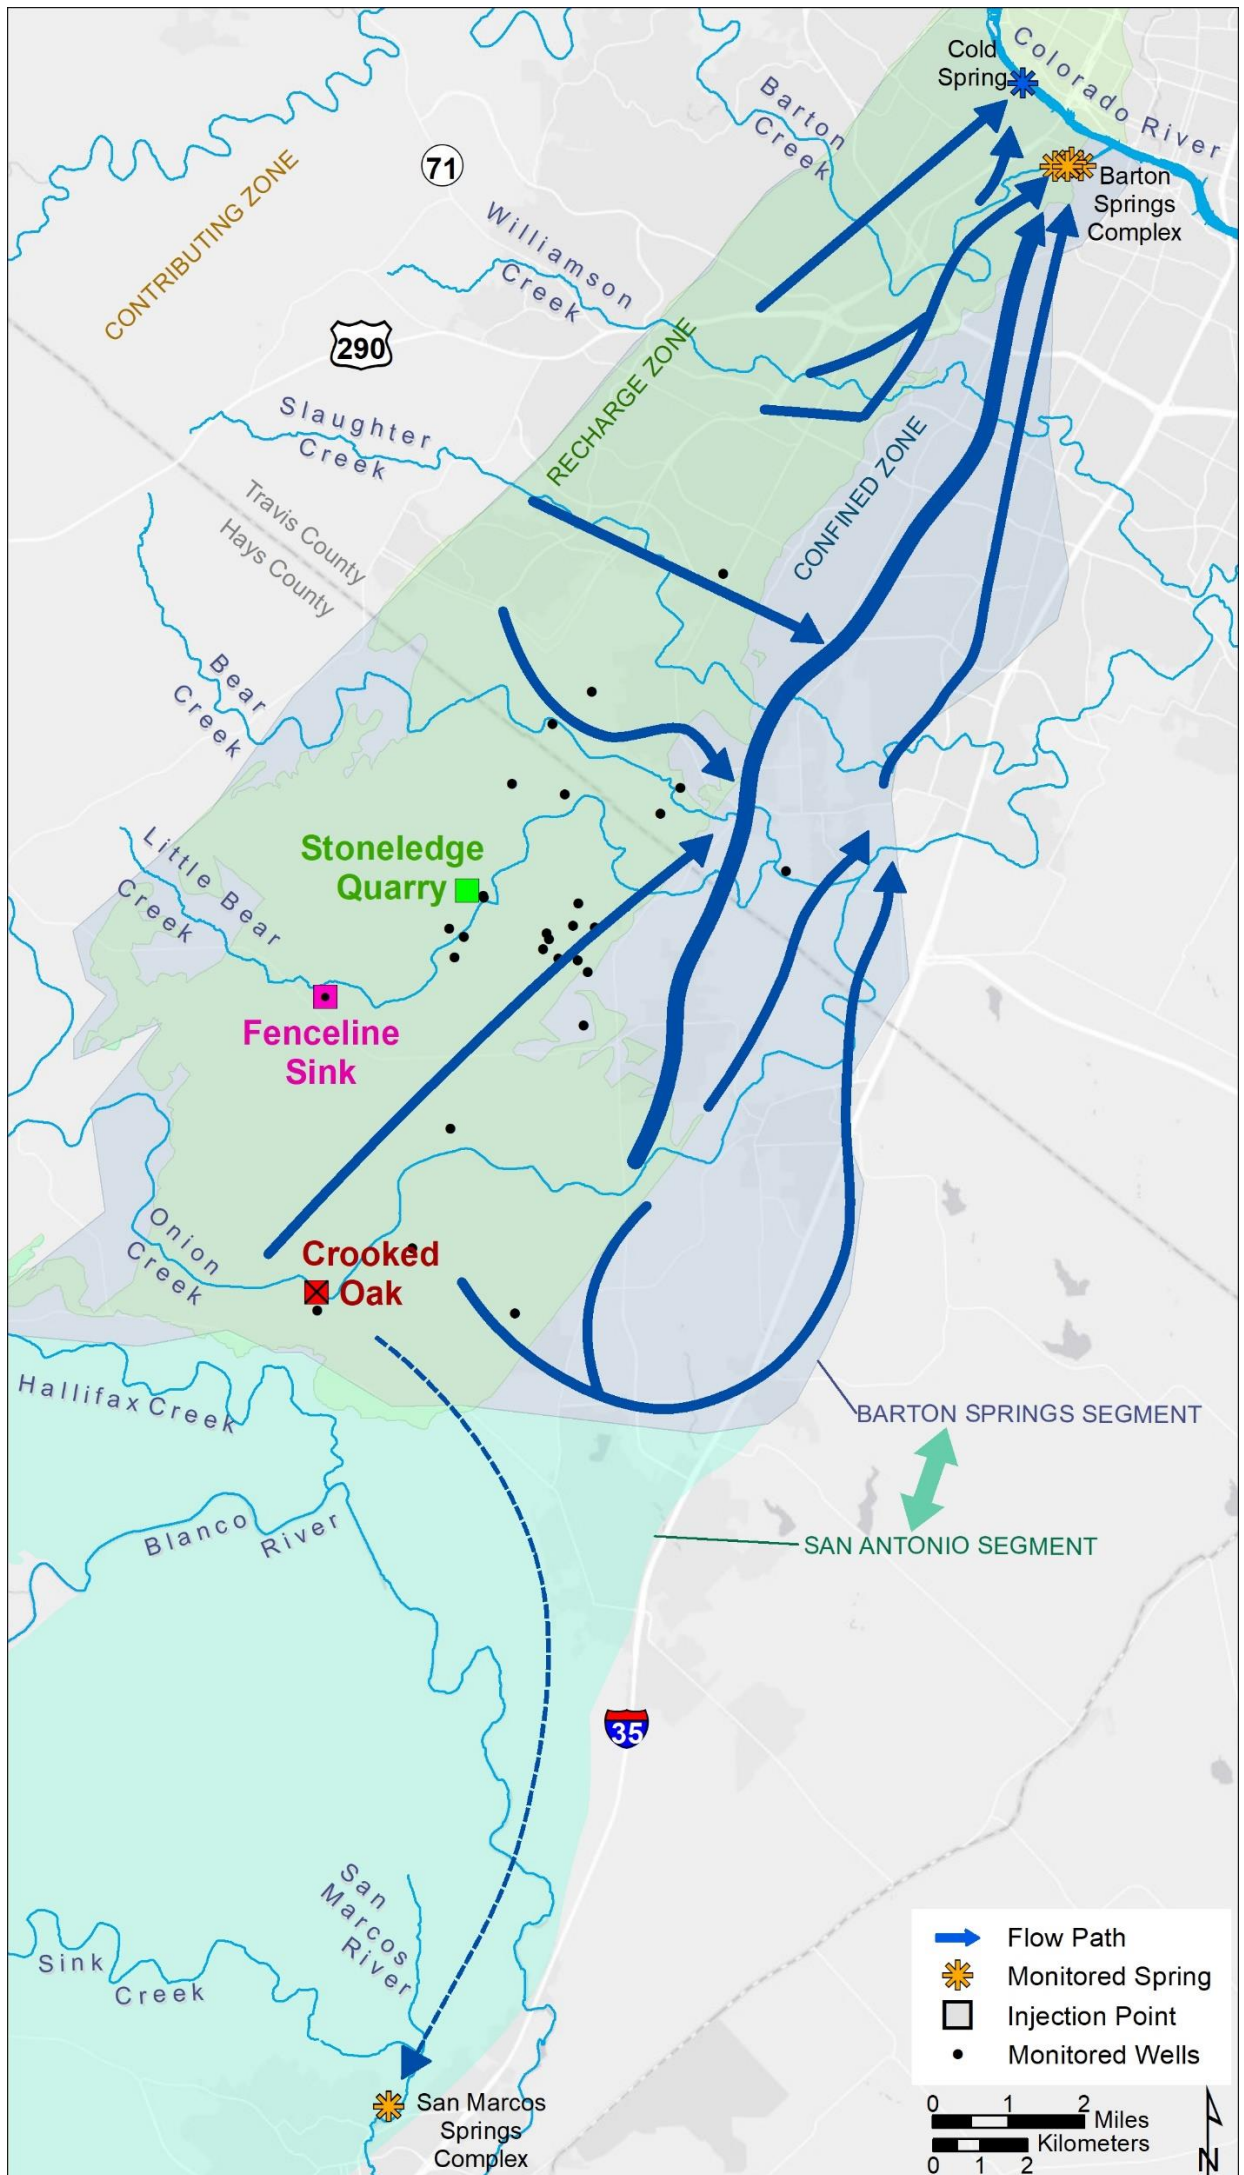 Cold
Spring
Colorado River
Barton
Creek
71
Barton
Springs
Complex
CONTRIBUTING ZONE
Williamson
Creek
290
RECHARGE ZONE
Slaughter
Creek
CONFINED ZONE
Travis County
Hays County
Bear
Creek
Little Bear
Creek
Stoneledge
Quarry
Fenceline
Sink
Onion
Creek
Crooked
Oak
Hallifax Creek
BARTON SPRINGS SEGMENT
Blanco
River
SAN ANTONIO SEGMENT
35
San
Marcos
River
Sink
Creek
Flow Path
Monitored Spring
Injection Point
Monitored Wells
0 1 2
Miles
Kilometers
0 1 2
N
San Marcos
Springs
Complex